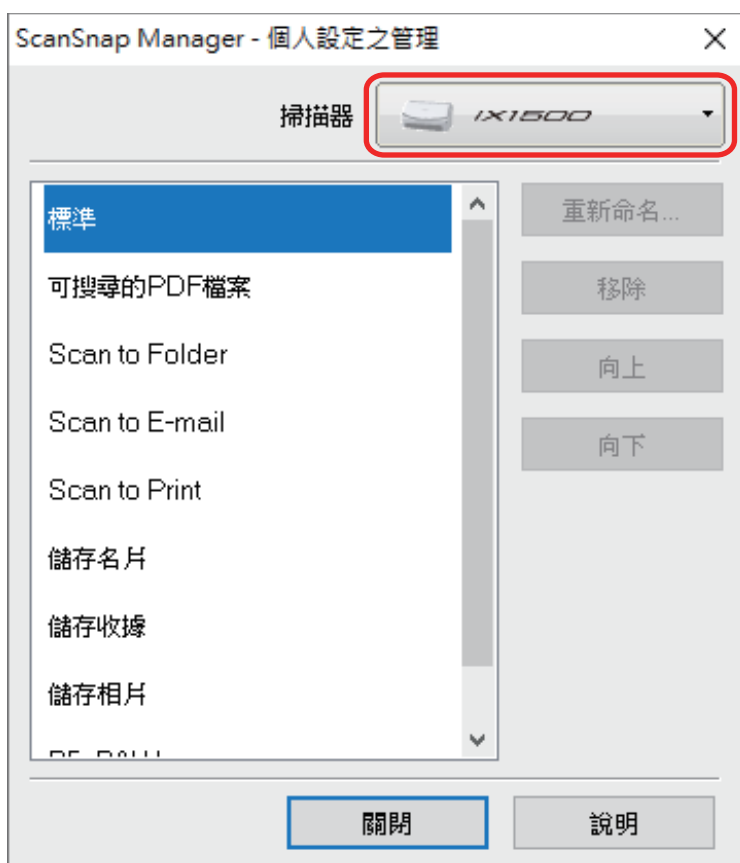 ScanSnap Manager - 個人設定之管理
掃描器 iX1500
標準
可搜尋的PDF檔案
Scan to Folder
Scan to E-mail
Scan to Print
儲存名片
儲存收據
儲存相片
重新命名...
移除
向上
向下
關閉
說明